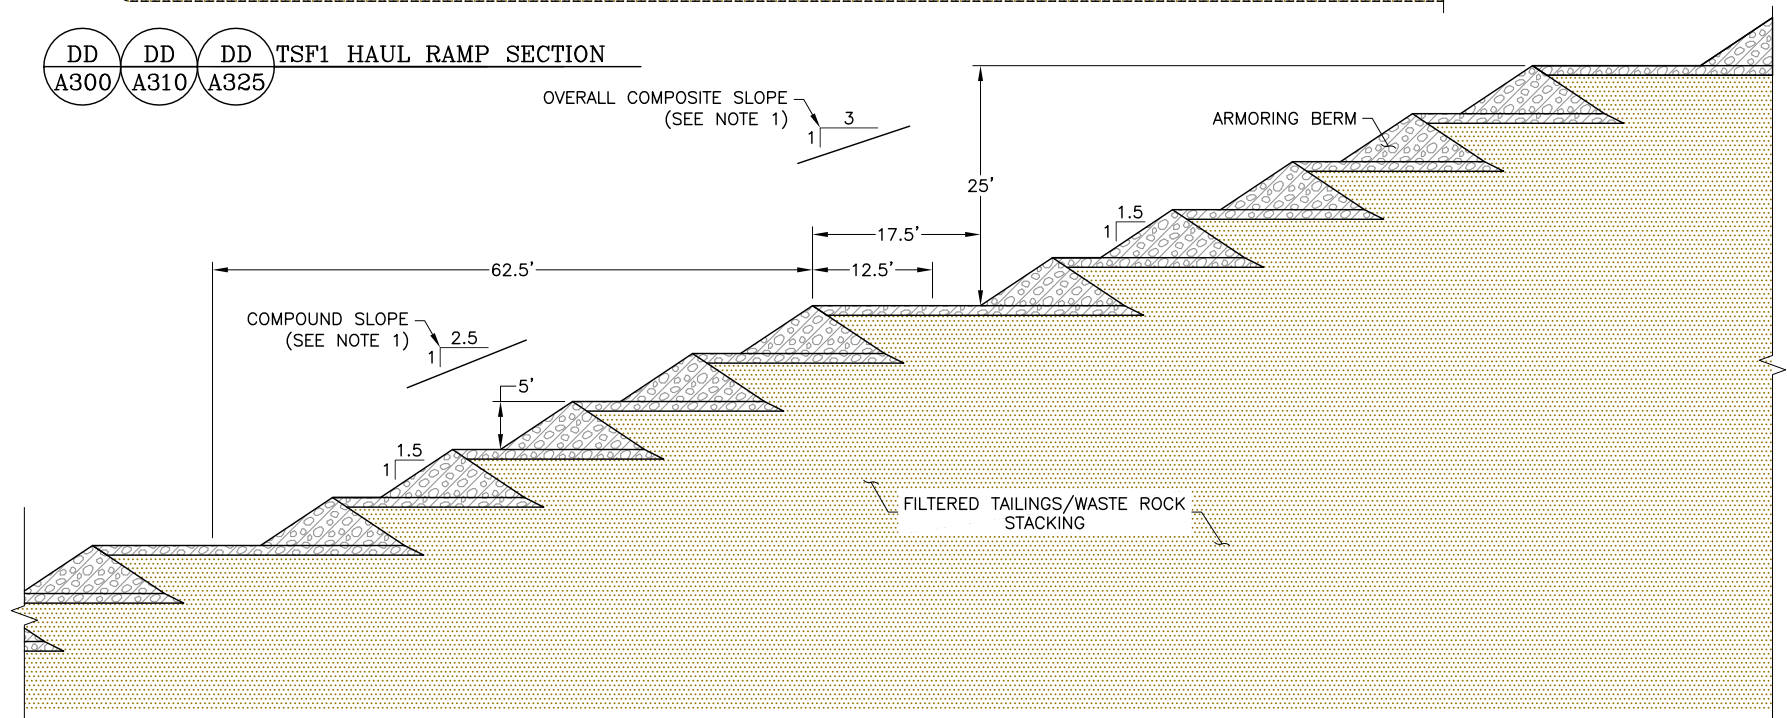 DD DD DD TSF1 HAUL RAMP SECTION
A300 A310 A325
OVERALL COMPOSITE SLOPE
(SEE NOTE 1)
3
1
ARMORING BERM
25'
1.5
1
17.5'
62.5'
12.5'
COMPOUND SLOPE
(SEE NOTE 1)
2.5
1
5'
1.5
1
FILTERED TAILINGS/WASTE ROCK
STACKING